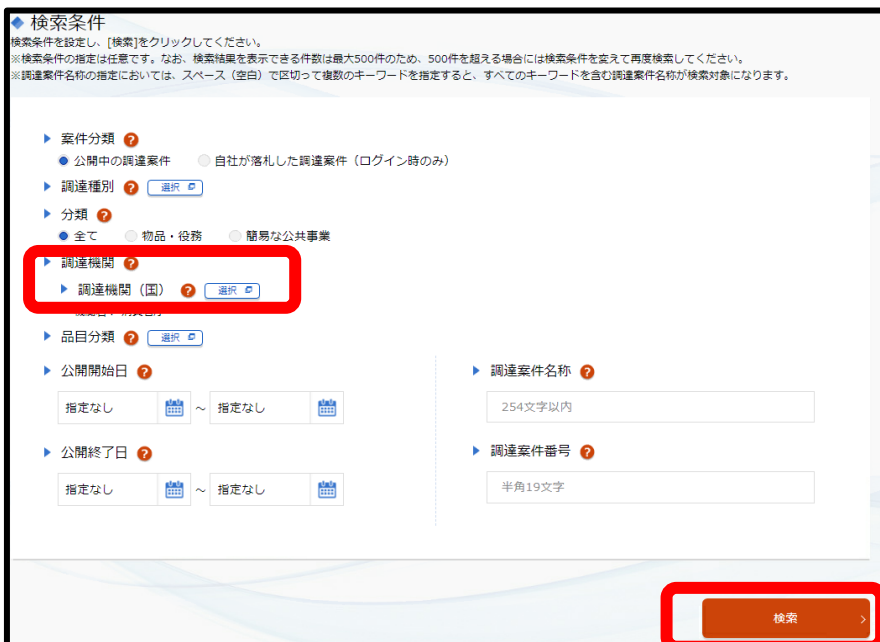 検索条件
検索条件を設定し、[検索]をクリックしてください。
※検索条件の指定は任意です。なお、検索結果を表示できる件数は最大500件のため、500件を超える場合には検索条件を変えて再度検索してください。
※調達案件名称の指定においては、スペース（空白）で区切って複数のキーワードを指定すると、すべてのキーワードを含む調達案件名称が検索対象になります。
案件分類 ?
公開中の調達案件 自社が落札した調達案件（ログイン時のみ）
調達種別 ? 選択
分類 ?
全て 物品・役務 簡易な公共事業
調達機関 ?
調達機関（国） ? 選択
品目分類 ? 選択
公開開始日 ?
指定なし ～ 指定なし
公開終了日 ?
指定なし ～ 指定なし
調達案件名称 ?
254文字以内
調達案件番号 ?
半角19文字
検索